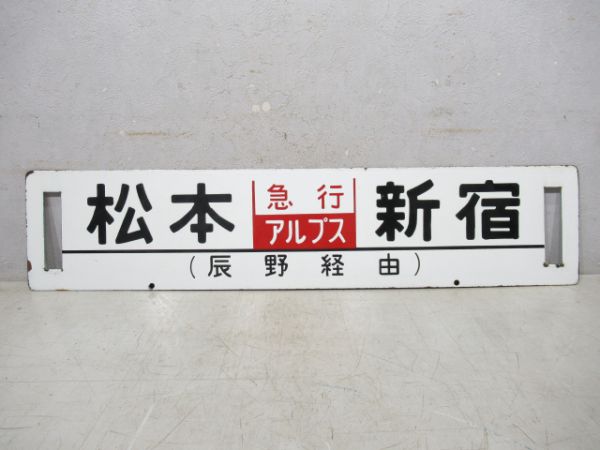 松本 急行 新宿
アルプス
(辰野経由)